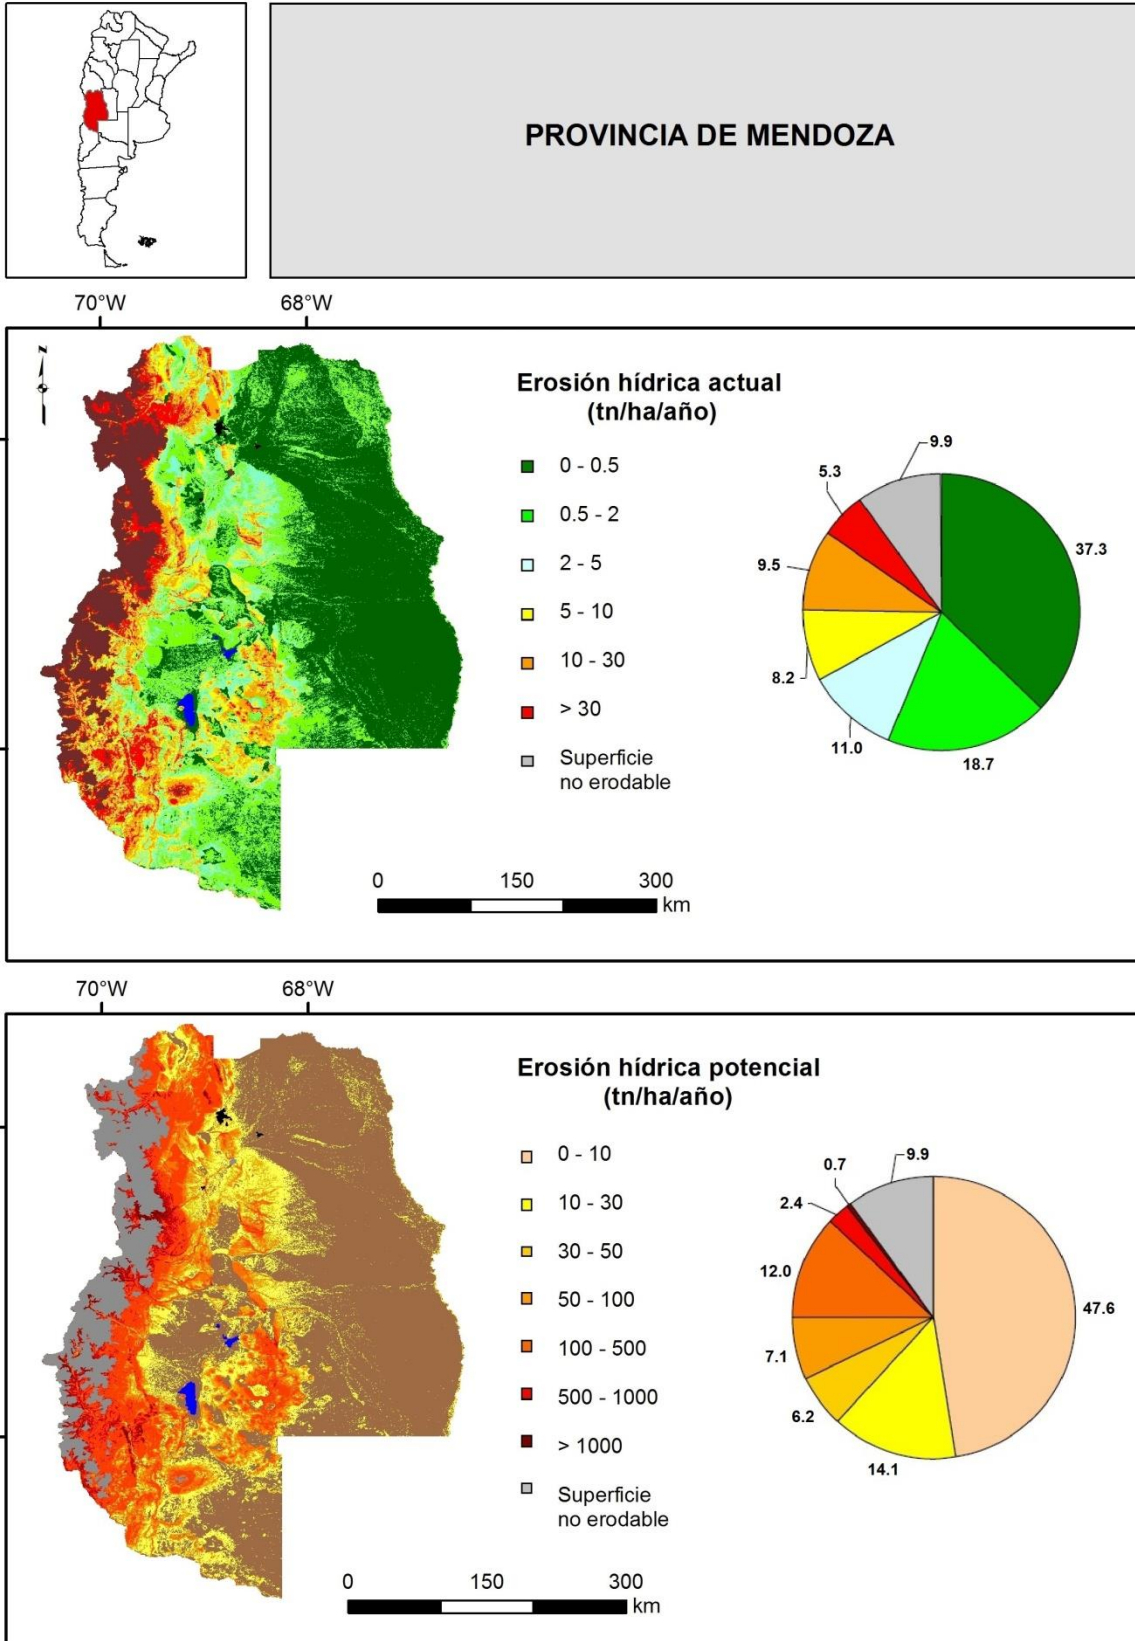 PROVINCIA DE MENDOZA
70°W
68°W
N
Erosión hídrica actual
(tn/ha/año)
0 - 0.5
0.5 - 2
2 - 5
5 - 10
10 - 30
> 30
Superficie
no erodable
9.9
5.3
37.3
9.5
8.2
11.0
18.7
0
150
300
km
70°W
68°W
Erosión hídrica potencial
(tn/ha/año)
0 - 10
10 - 30
30 - 50
50 - 100
100 - 500
500 - 1000
> 1000
Superficie
no erodable
9.9
0.7
2.4
12.0
47.6
7.1
6.2
14.1
0
150
300
km